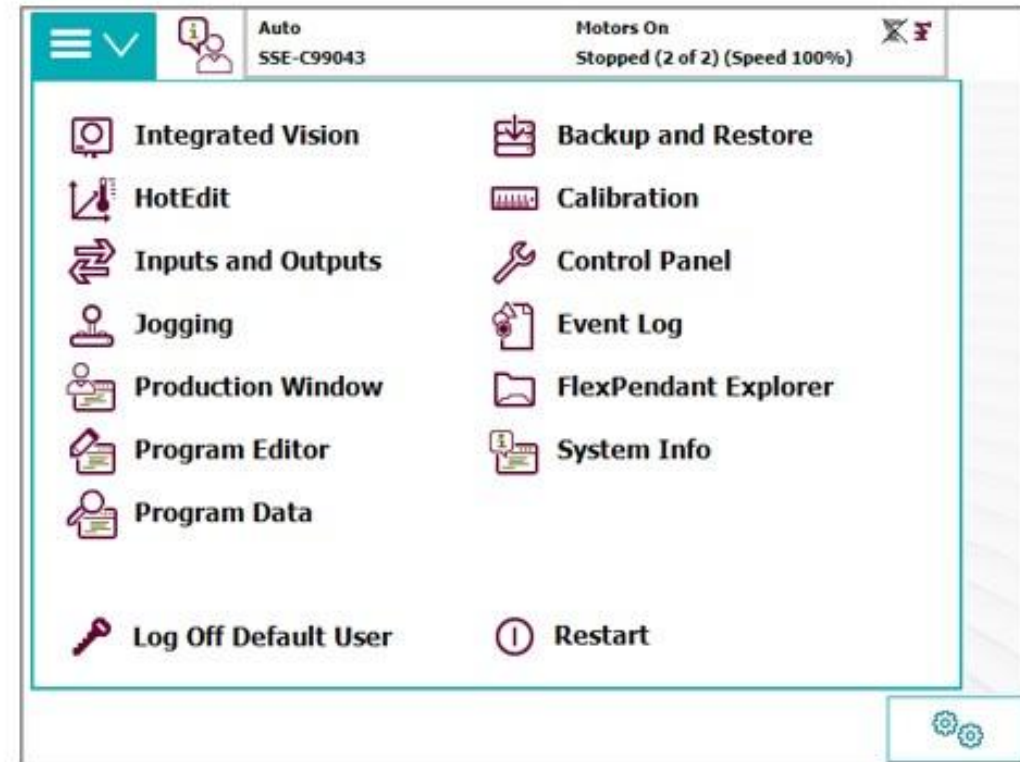 Auto
SSE-C99043
Motors On
Stopped (2 of 2) (Speed 100%)
Integrated Vision
HotEdit
Inputs and Outputs
Jogging
Production Window
Program Editor
Program Data
Backup and Restore
Calibration
Control Panel
Event Log
FlexPendant Explorer
System Info
Log Off Default User
Restart